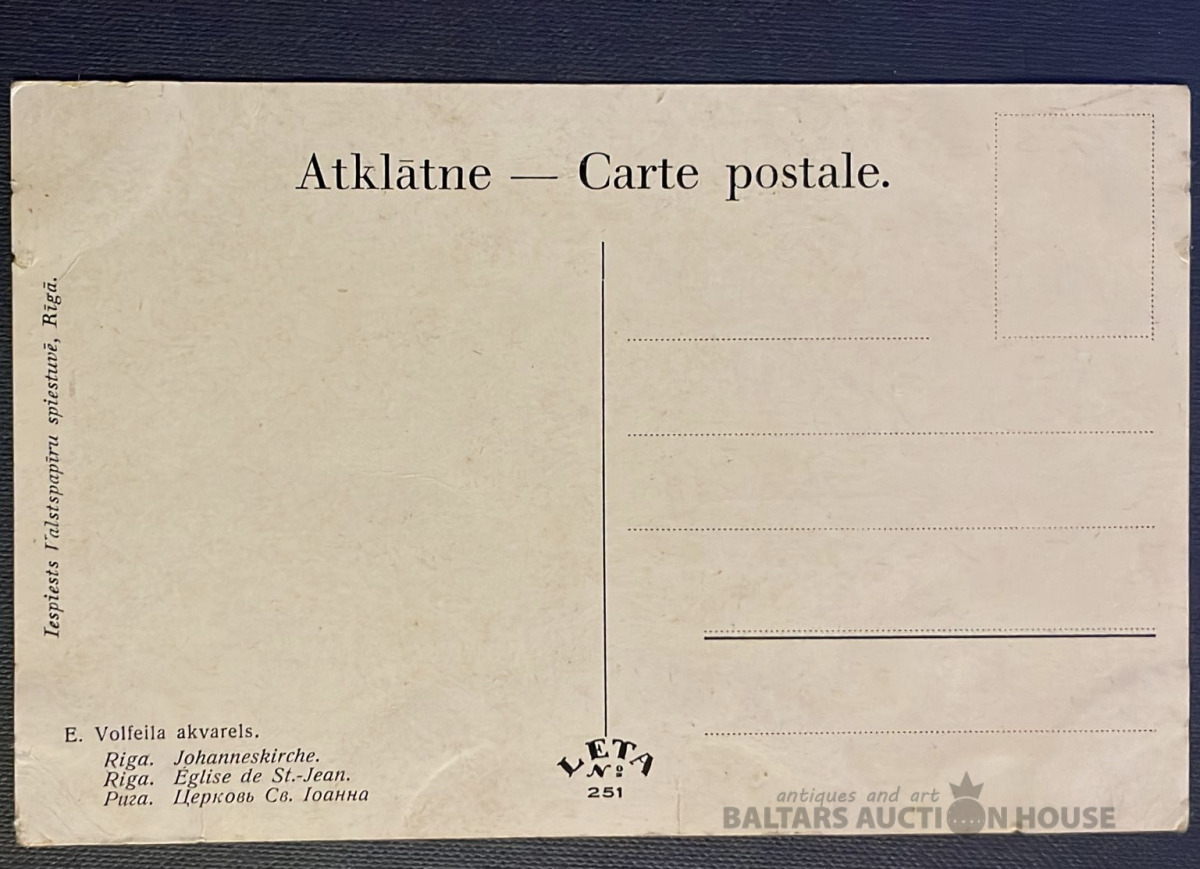 Atklātne — Carte postale.
Iespiests Valstspapīru spiestuvē, Rīgā.
E. Volfeila akvarels.
Riga. Johanneskirche.
Riga. Église de St.-Jean.
Рига. Церковь Св. Іоанна
LETA
№
251
antiques and art
BALTARS AUCTION HOUSE